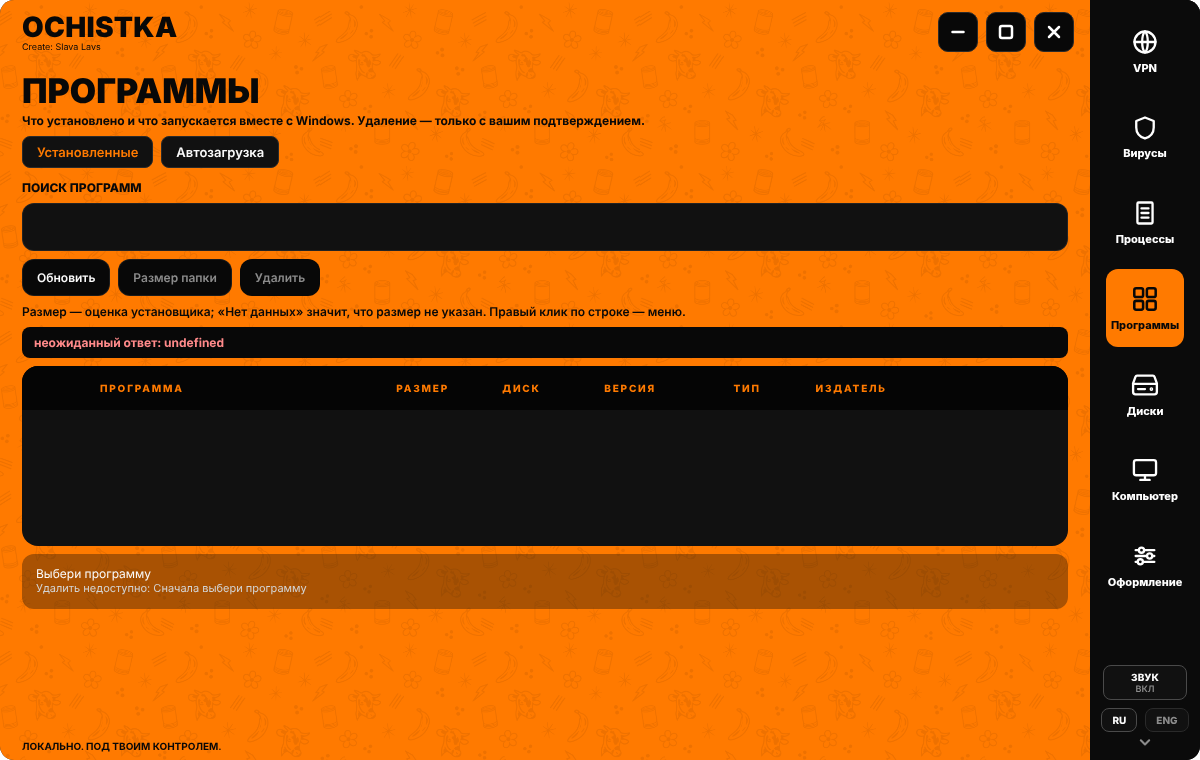 OCHISTKA
Create: Slava Lavs
ПРОГРАММЫ
Что установлено и что запускается вместе с Windows. Удаление — только с вашим подтверждением.
Установленные
Автозагрузка
ПОИСК ПРОГРАММ
Обновить
Размер папки
Удалить
Размер — оценка установщика; «Нет данных» значит, что размер не указан. Правый клик по строке — меню.
неожиданный ответ: undefined
ПРОГРАММА РАЗМЕР ДИСК ВЕРСИЯ ТИП ИЗДАТЕЛЬ
Выбери программу
Удалить недоступно: Сначала выбери программу
ЛОКАЛЬНО. ПОД ТВОИМ КОНТРОЛЕМ.
VPN
Вирусы
Процессы
Программы
Диски
Компьютер
Оформление
ЗВУК
ВКЛ
RU ENG